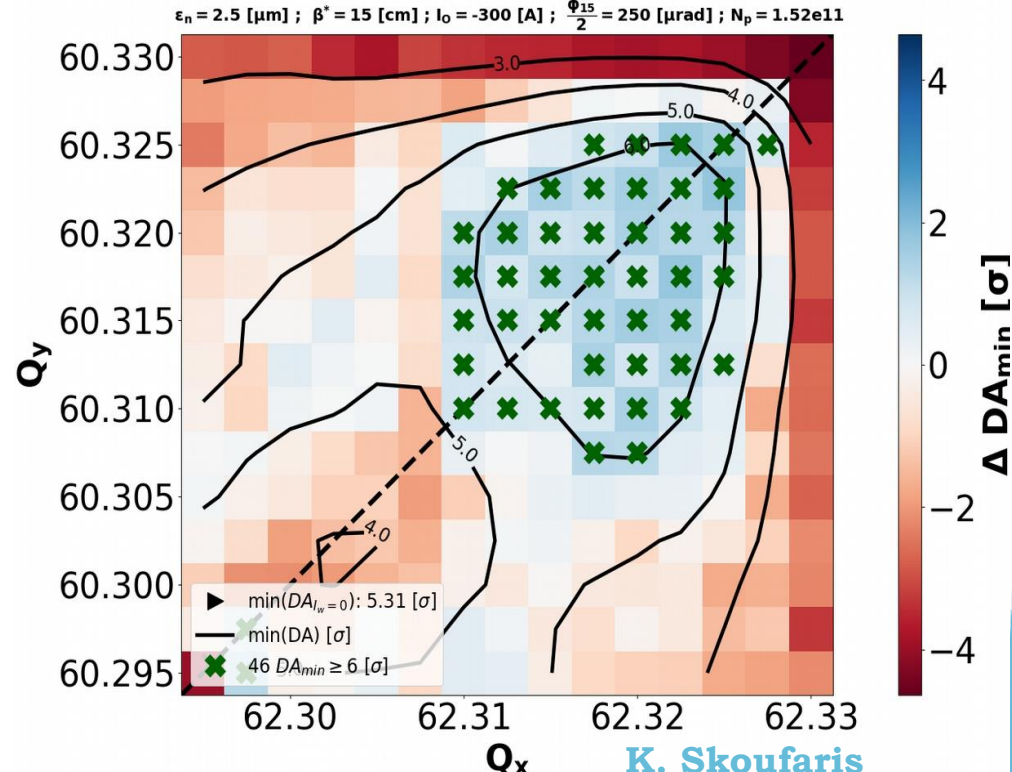 εn = 2.5 [μm] ; β* = 15 [cm] ; IO = -300 [A] ; Φ15/2 = 250 [μrad] ; Np = 1.52e11
60.330
60.325
60.320
60.315
60.310
60.305
60.300
60.295
Qy
3.0
4.0
5.0
6.0
5.0
4.0
min(DAIw=0): 5.31 [σ]
min(DA) [σ]
46 DAmin ≥ 6 [σ]
62.30 62.31 62.32 62.33
Qx
4
2
0
−2
−4
Δ DAmin [σ]
K. Skoufaris